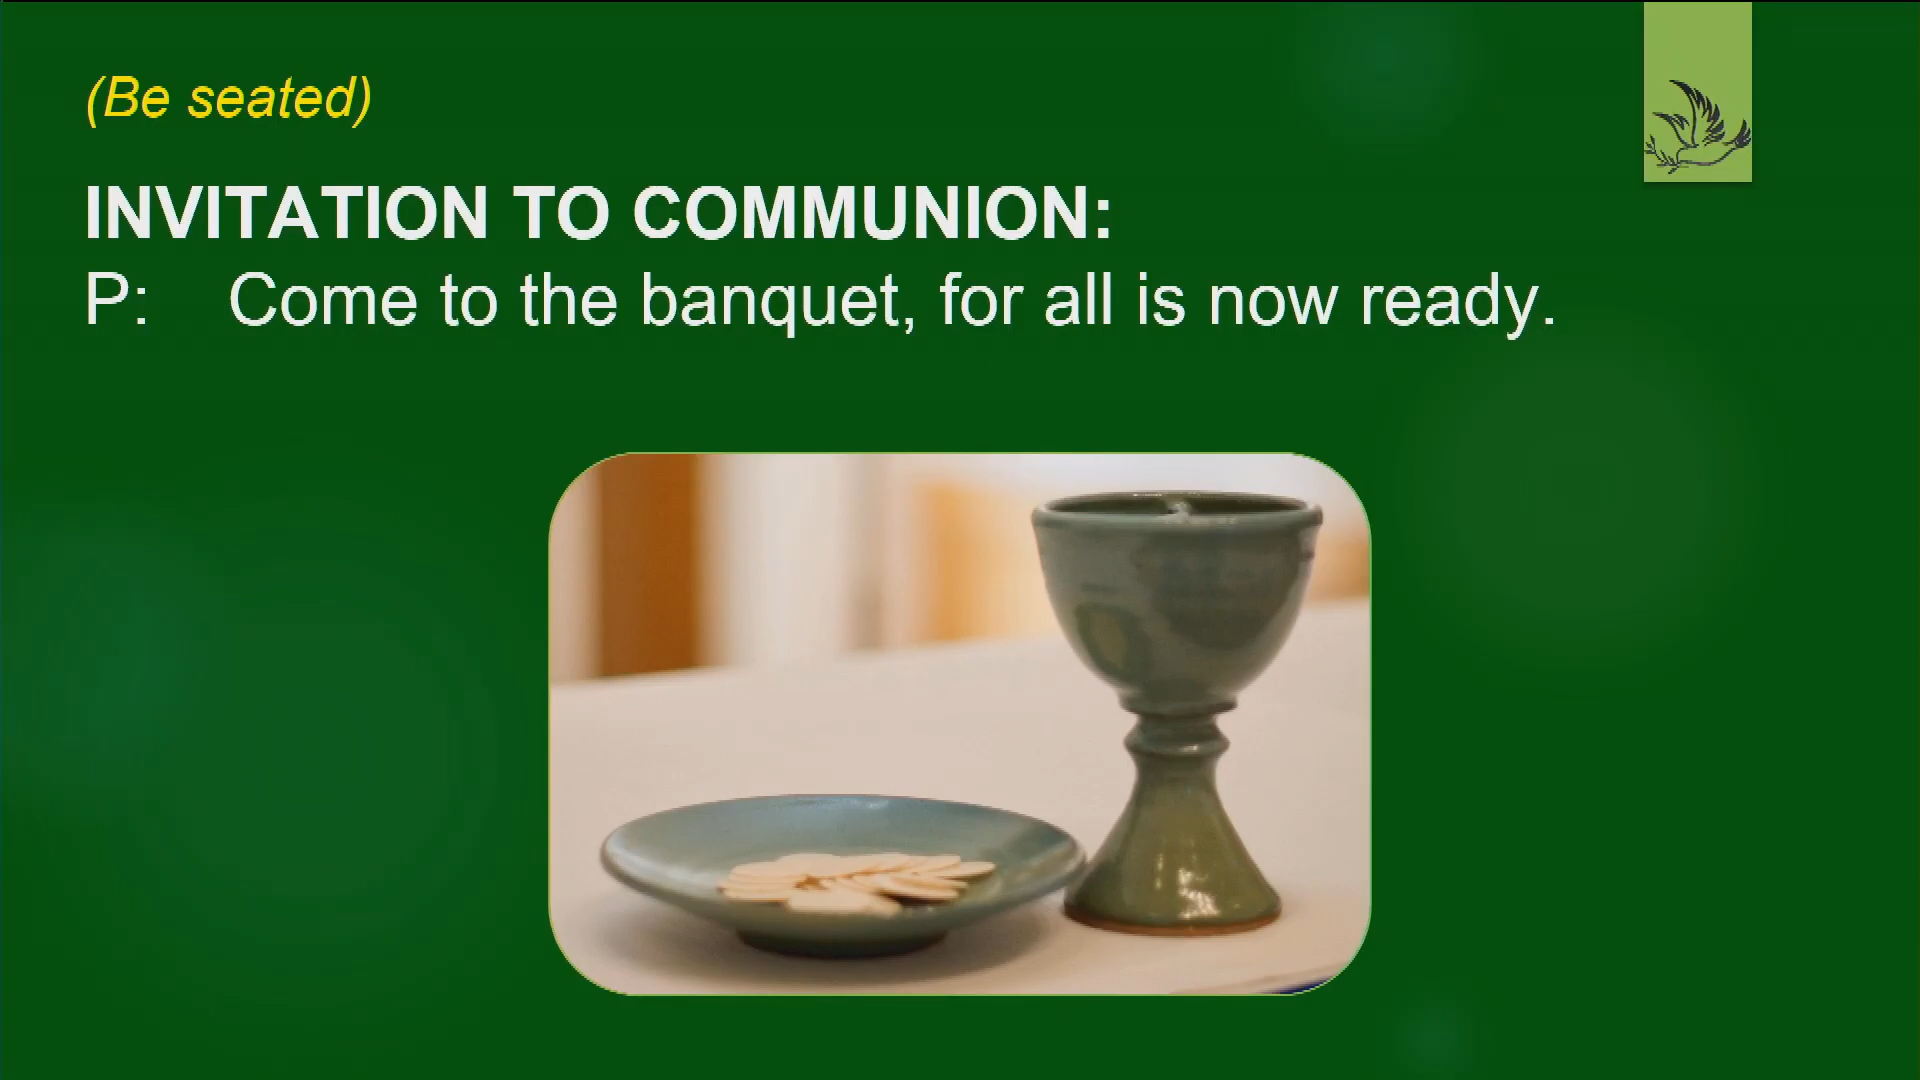 (Be seated)
INVITATION TO COMMUNION:
P: Come to the banquet, for all is now ready.